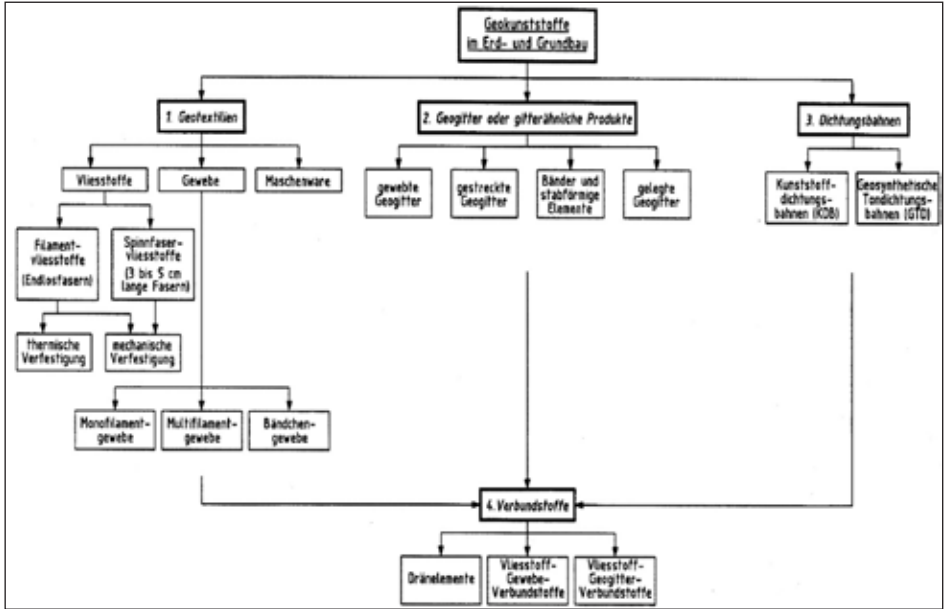 Geokunststoffe
im Erd- und Grundbau
1. Geotextilien
2. Geogitter oder gitterähnliche Produkte
3. Dichtungsbahnen
Vliesstoffe
Gewebe
Maschenware
gewebte
Geogitter
gestreckte
Geogitter
Bänder und
stabförmige
Elemente
gelegte
Geogitter
Kunststoff-
dichtungs-
bahnen (KDB)
Geosynthetische
Tondichtungs-
bahnen (GTD)
Filament-
vliesstoffe
(Endlosfasern)
Spinnfaser-
vliesstoffe
(3 bis 5 cm
lange Fasern)
thermische
Verfestigung
mechanische
Verfestigung
Monofilament-
gewebe
Multifilament-
gewebe
Bändchen-
gewebe
4. Verbundstoffe
Dränelemente
Vliesstoff-
Gewebe-
Verbundstoffe
Vliesstoff-
Geogitter-
Verbundstoffe